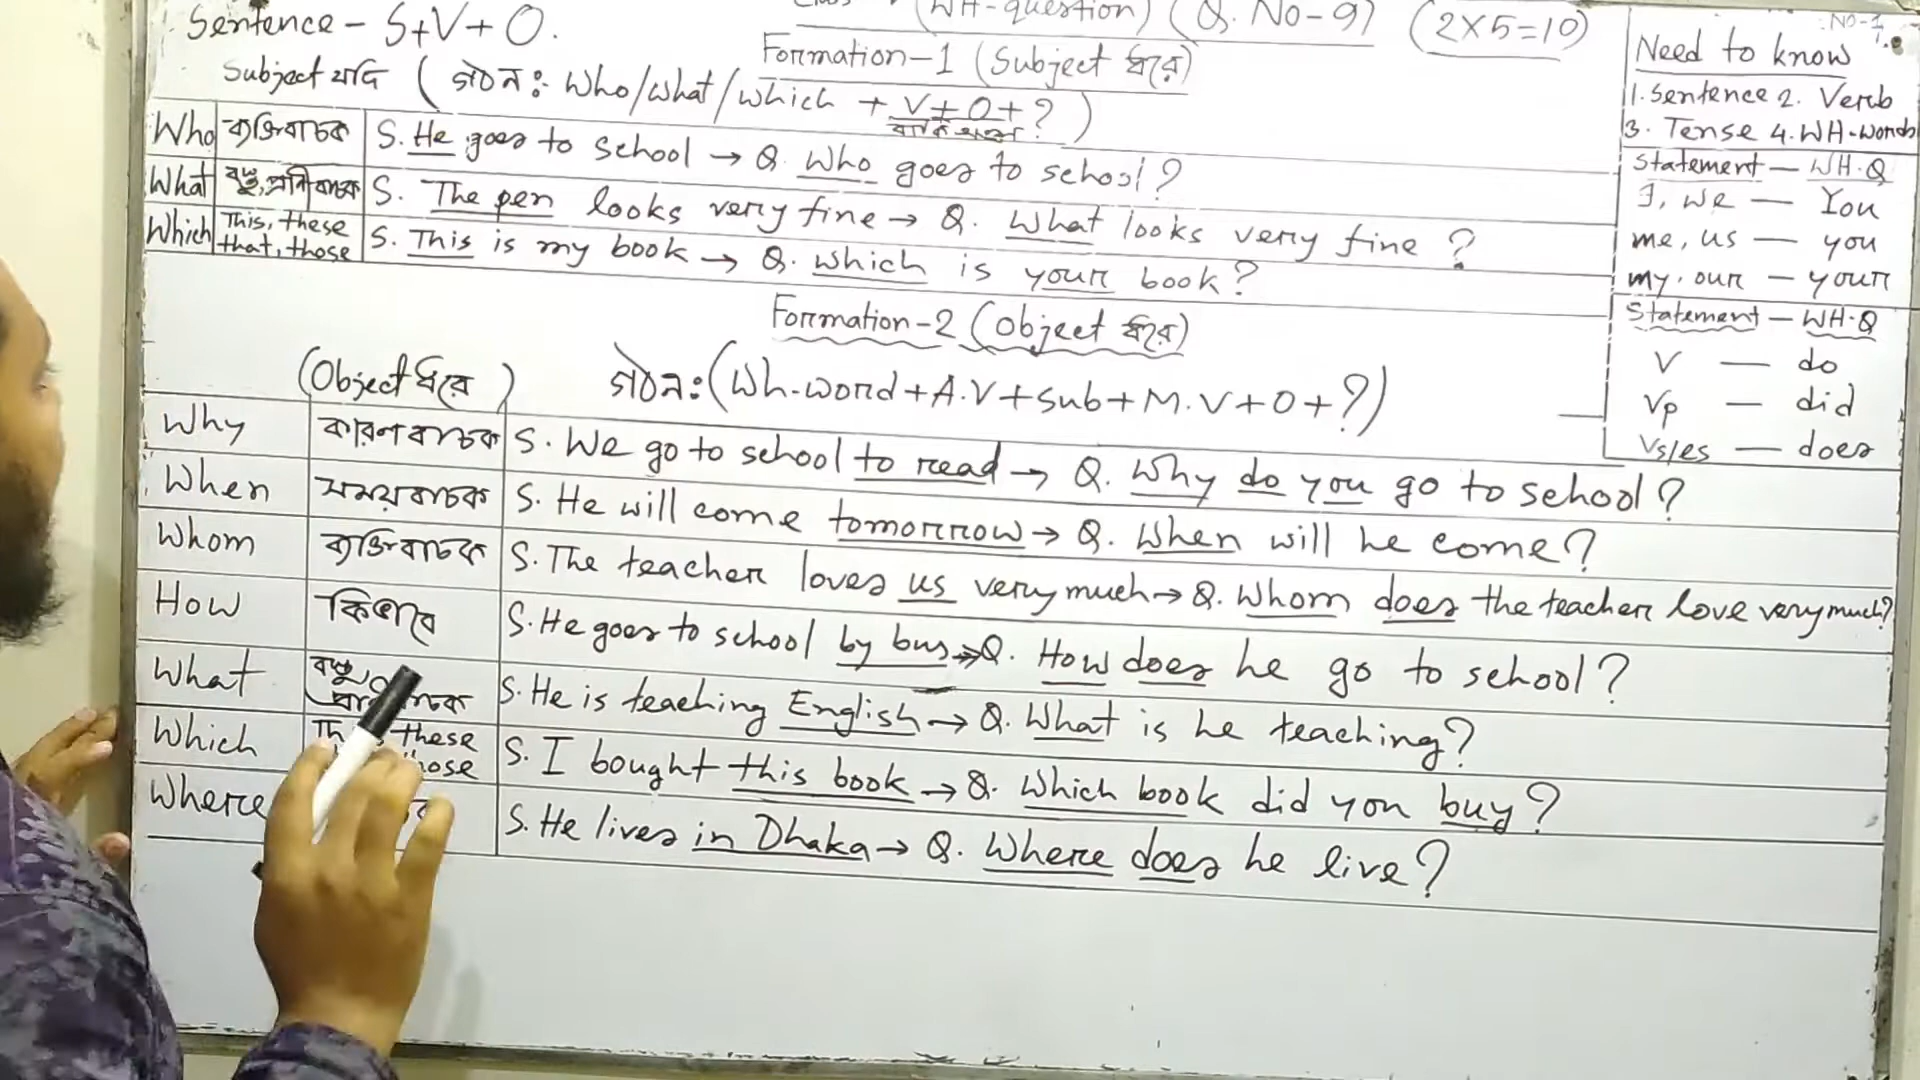 Sentence - S+V+O.
(WH-question) (Q. No-9) (2x5=10)
Formation-1 (Subject ধরে)
Subject যদি (গঠন: Who/What/Which + V+O+?)
Who ব্যক্তিবাচক S. He goes to school → Q. Who goes to school?
What বস্তু, প্রাণীবাচক S. The pen looks very fine → Q. What looks very fine?
Which This, these that, those S. This is my book → Q. Which is your book?
Formation-2 (Object ধরে)
(Object ধরে) গঠন: (Wh-word+A.V+Sub+M.V+O+?)
Why কারণবাচক S. We go to school to read → Q. Why do you go to school?
When সময়বাচক S. He will come tomorrow → Q. When will he come?
Whom ব্যক্তিবাচক S. The teacher loves us very much → Q. Whom does the teacher love very much?
How কিভাবে S. He goes to school by bus → Q. How does he go to school?
What বস্তু, S. He is teaching English → Q. What is he teaching?
Which these S. I bought this book → Q. Which book did you buy?
Where S. He lives in Dhaka → Q. Where does he live?
No-1
Need to know
1. Sentence 2. Verb
3. Tense 4. WH-words
Statement - WH.Q
I, we - You
me, us - you
my, our - your
Statement - WH.Q
V - do
Vp - did
Vs/es - does